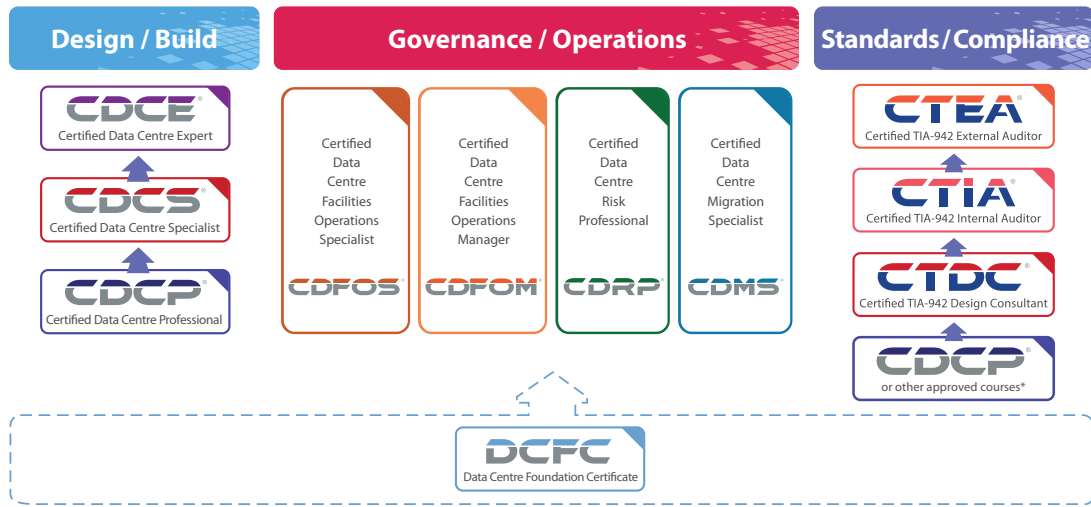 Design / Build
CDCE®
Certified Data Centre Expert
CDCS®
Certified Data Centre Specialist
CDCP®
Certified Data Centre Professional
Governance / Operations
Certified
Data
Centre
Facilities
Operations
Specialist
CDFOS®
Certified
Data
Centre
Facilities
Operations
Manager
CDFOM®
Certified
Data
Centre
Risk
Professional
CDRP®
Certified
Data
Centre
Migration
Specialist
CDMS®
Standards / Compliance
CTEA®
Certified TIA-942 External Auditor
CTIA®
Certified TIA-942 Internal Auditor
CTDC®
Certified TIA-942 Design Consultant
CDCP®
or other approved courses*
DCFC®
Data Centre Foundation Certificate